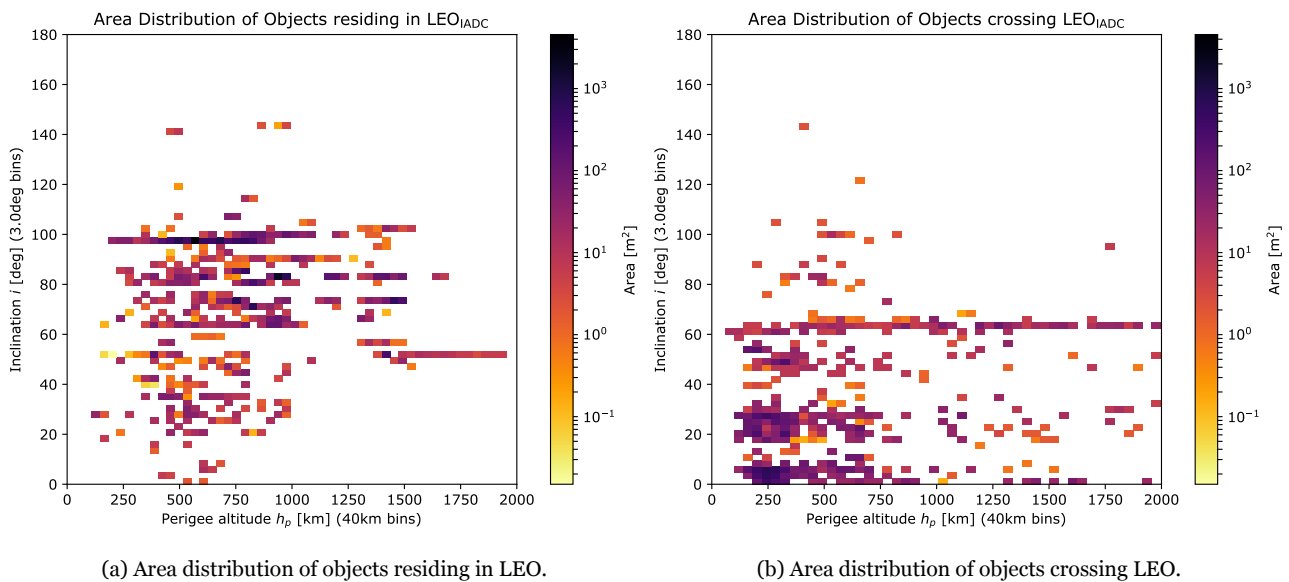 Area Distribution of Objects residing in LEO_IADC
180
160
140
120
100
80
60
40
20
0
Inclination i [deg] (3.0deg bins)
0 250 500 750 1000 1250 1500 1750 2000
Perigee altitude h_p [km] (40km bins)
10^3
10^2
10^1
10^0
10^−1
Area [m^2]
(a) Area distribution of objects residing in LEO.
Area Distribution of Objects crossing LEO_IADC
180
160
140
120
100
80
60
40
20
0
Inclination i [deg] (3.0deg bins)
0 250 500 750 1000 1250 1500 1750 2000
Perigee altitude h_p [km] (40km bins)
10^3
10^2
10^1
10^0
10^−1
Area [m^2]
(b) Area distribution of objects crossing LEO.